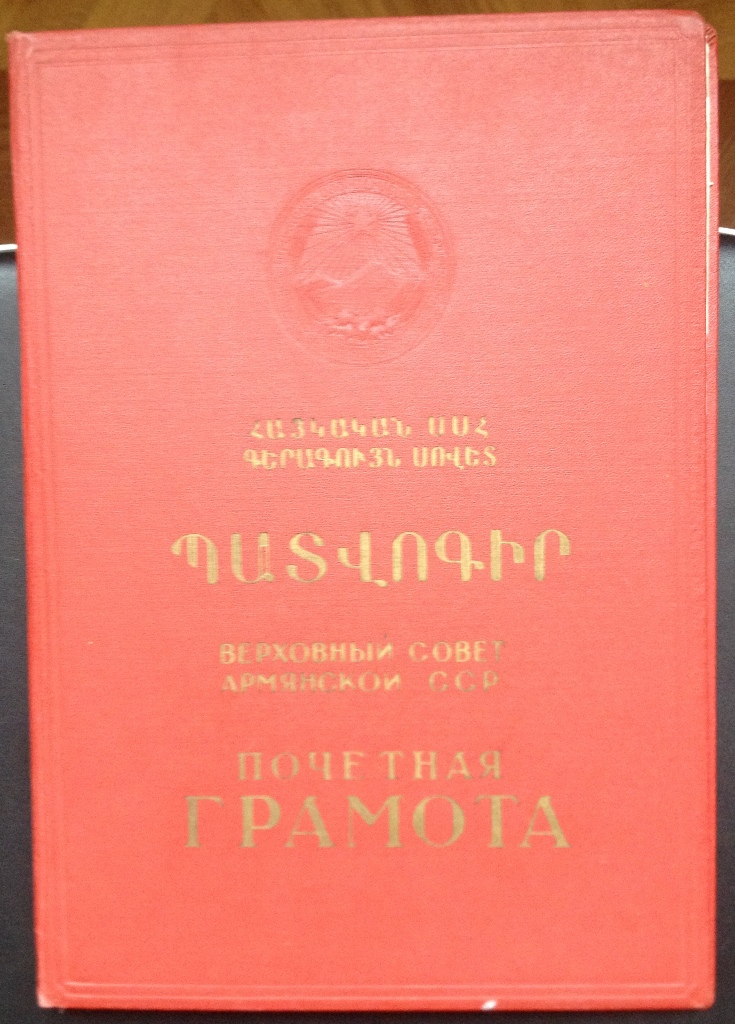 ՀԱՅԿԱԿԱՆ ՍՍՀ
ԳԵՐԱԳՈՒՅՆ ՍՈՎԵՏ
ՊԱՏՎՈԳԻՐ
ВЕРХОВНЫЙ СОВЕТ
АРМЯНСКОЙ ССР
ПОЧЕТНАЯ
ГРАМОТА